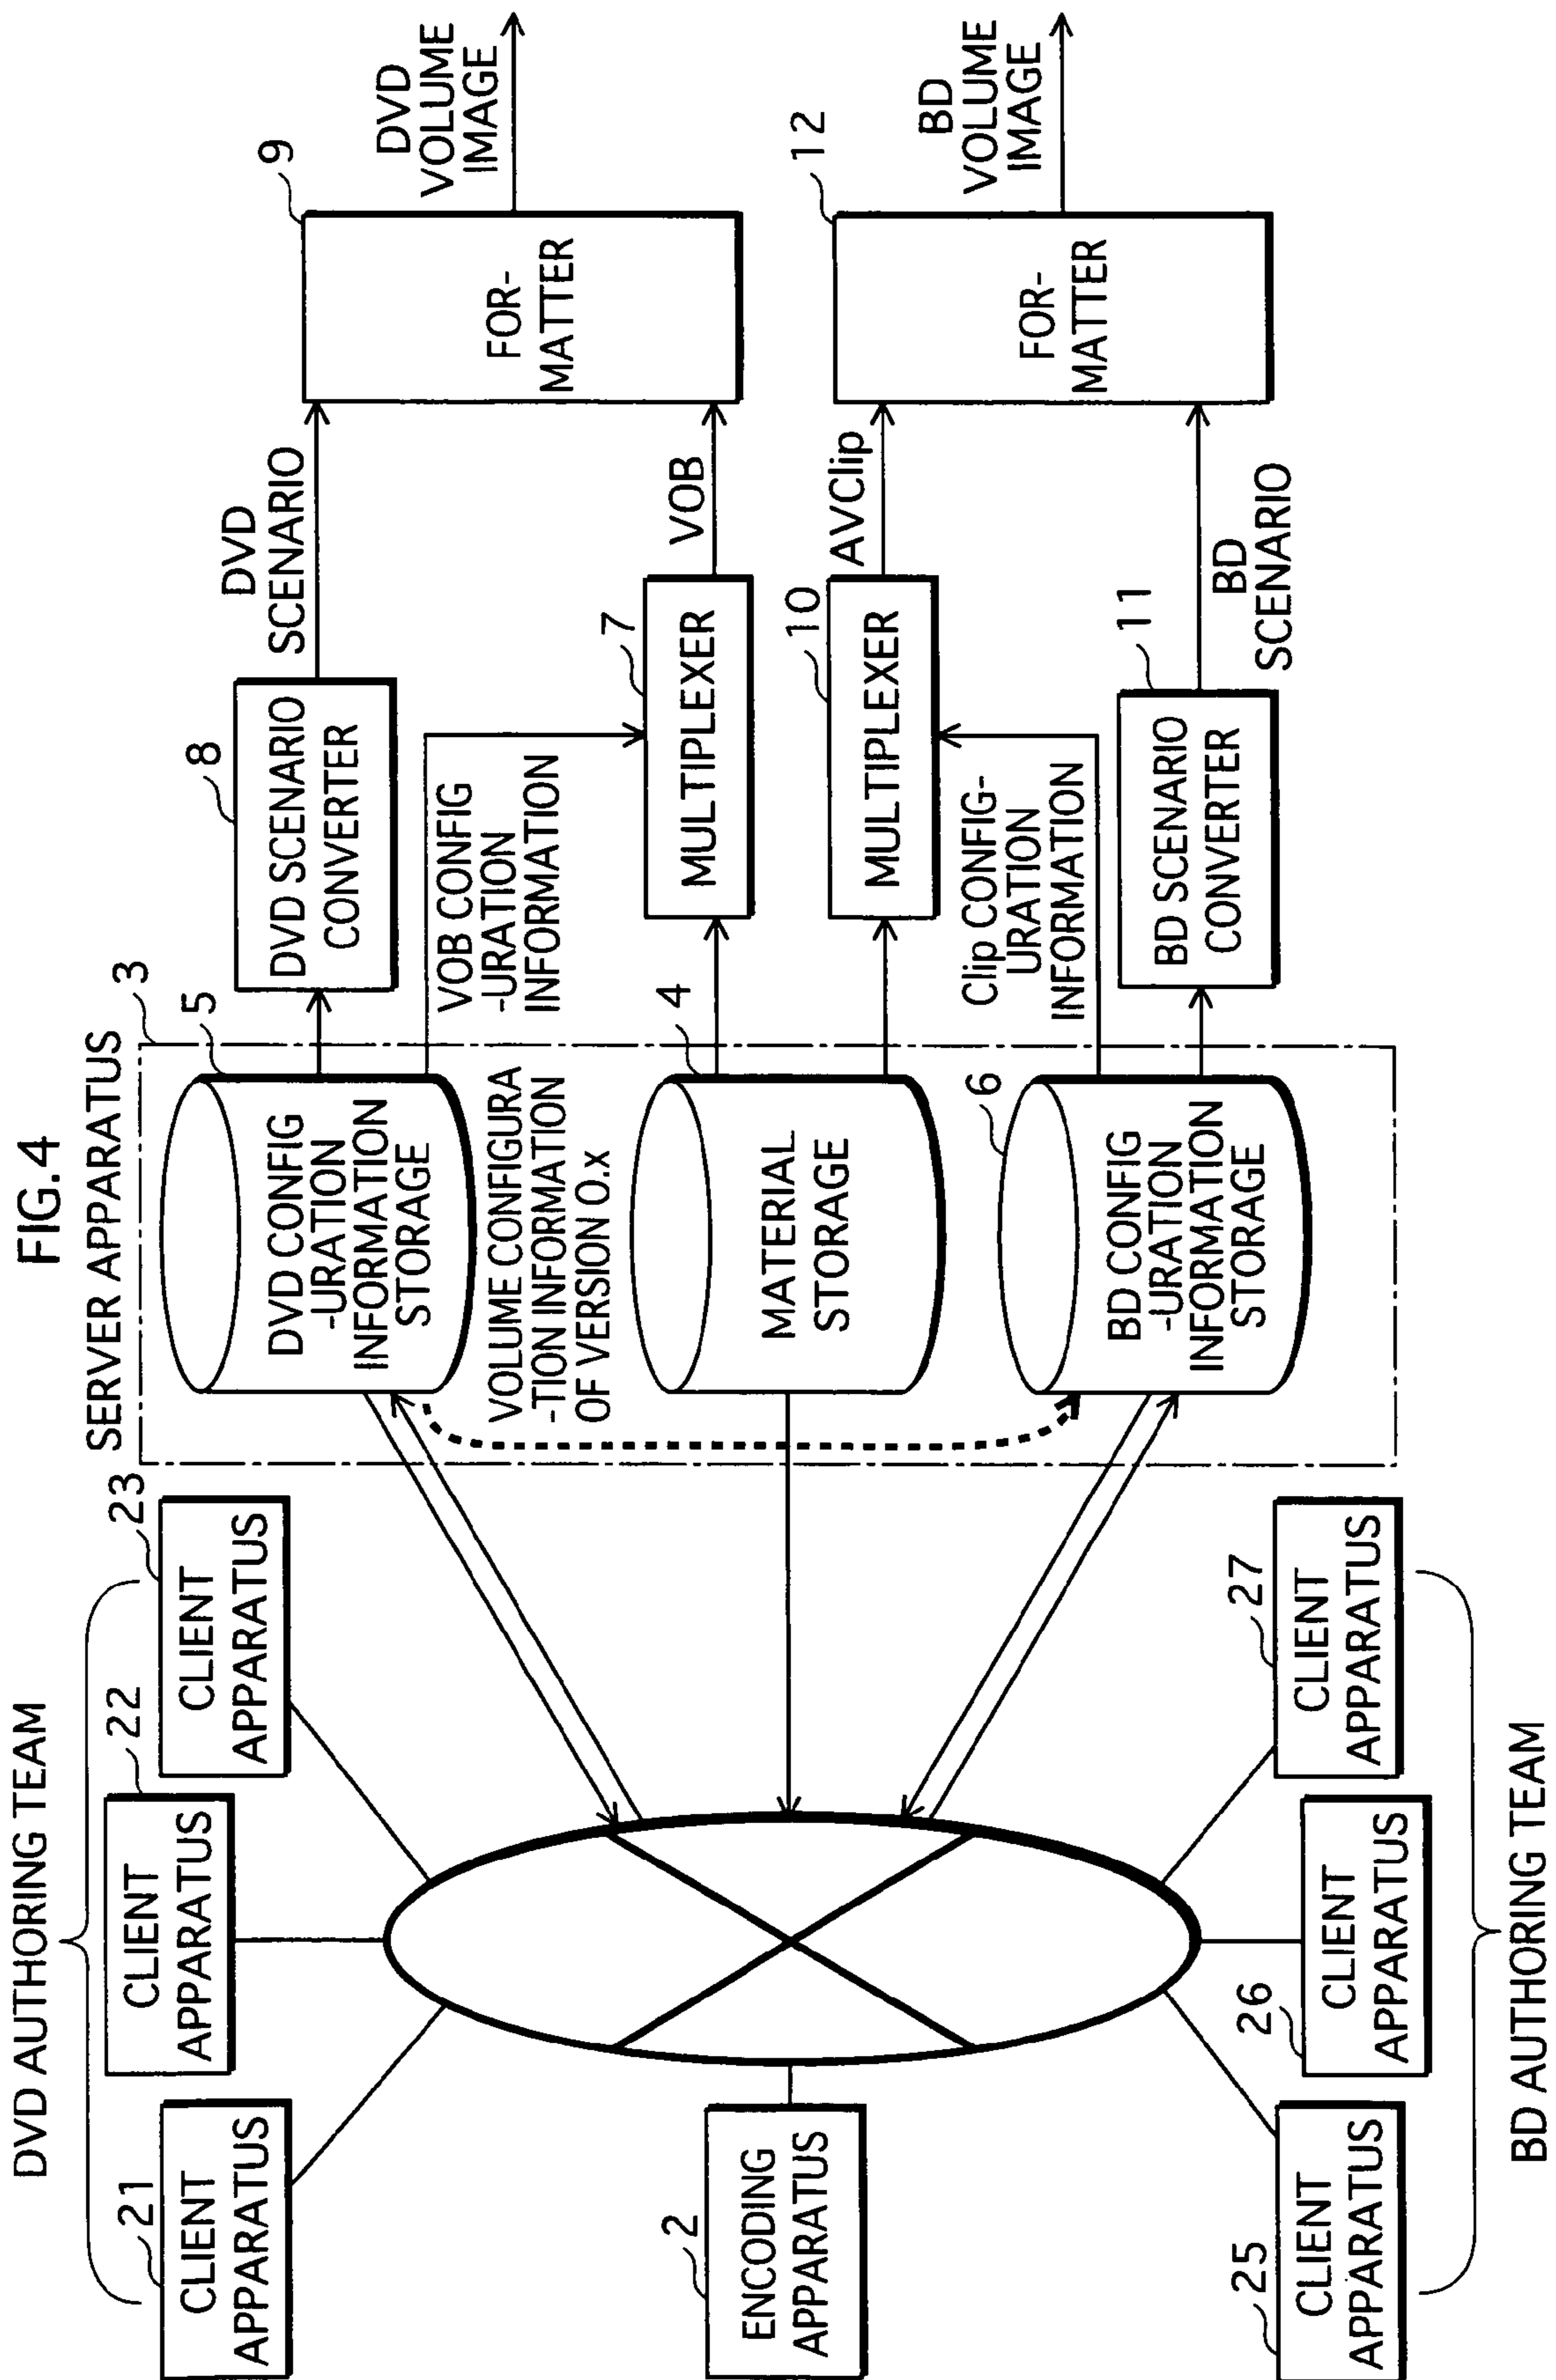 FIG.4
DVD AUTHORING TEAM
21
CLIENT
APPARATUS
22
CLIENT
APPARATUS
23
CLIENT
APPARATUS
2
ENCODING
APPARATUS
25
CLIENT
APPARATUS
26
CLIENT
APPARATUS
27
CLIENT
APPARATUS
BD AUTHORING TEAM
SERVER APPARATUS
3
5
DVD CONFIG
-URATION
INFORMATION
STORAGE
VOLUME CONFIGURA
-TION INFORMATION
OF VERSION 0.x
4
MATERIAL
STORAGE
6
BD CONFIG
-URATION
INFORMATION
STORAGE
8
DVD SCENARIO
CONVERTER
VOB CONFIG
-URATION
INFORMATION
7
MULTIPLEXER
10
MULTIPLEXER
Clip CONFIG-
URATION
INFORMATION
11
BD SCENARIO
CONVERTER
DVD
SCENARIO
VOB
AVClip
BD
SCENARIO
9
FOR-
MATTER
12
FOR-
MATTER
DVD
VOLUME
IMAGE
BD
VOLUME
IMAGE